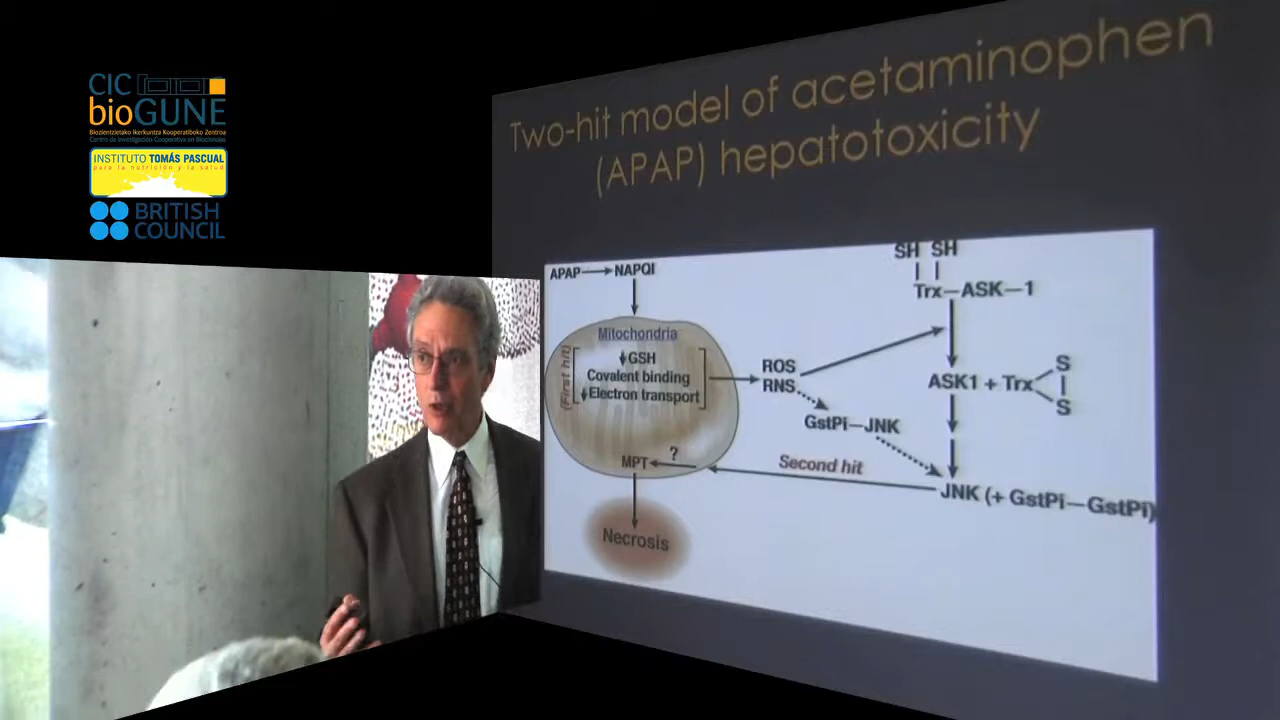 CIC
bioGUNE
Biozientzietako Ikerkuntza Kooperatiboko Zentroa
Centro de Investigación Cooperativa en Biociencias
INSTITUTO TOMÁS PASCUAL
para la nutrición y la salud
BRITISH
COUNCIL
Two-hit model of acetaminophen
(APAP) hepatotoxicity
APAP NAPQI
Mitochondria
(First hit)
GSH
Covalent binding
Electron transport
MPT ?
Necrosis
ROS
RNS
GstPi—JNK
Second hit
SH SH
Trx—ASK—1
ASK1 + Trx
S
S
JNK (+ GstPi—GstPi)